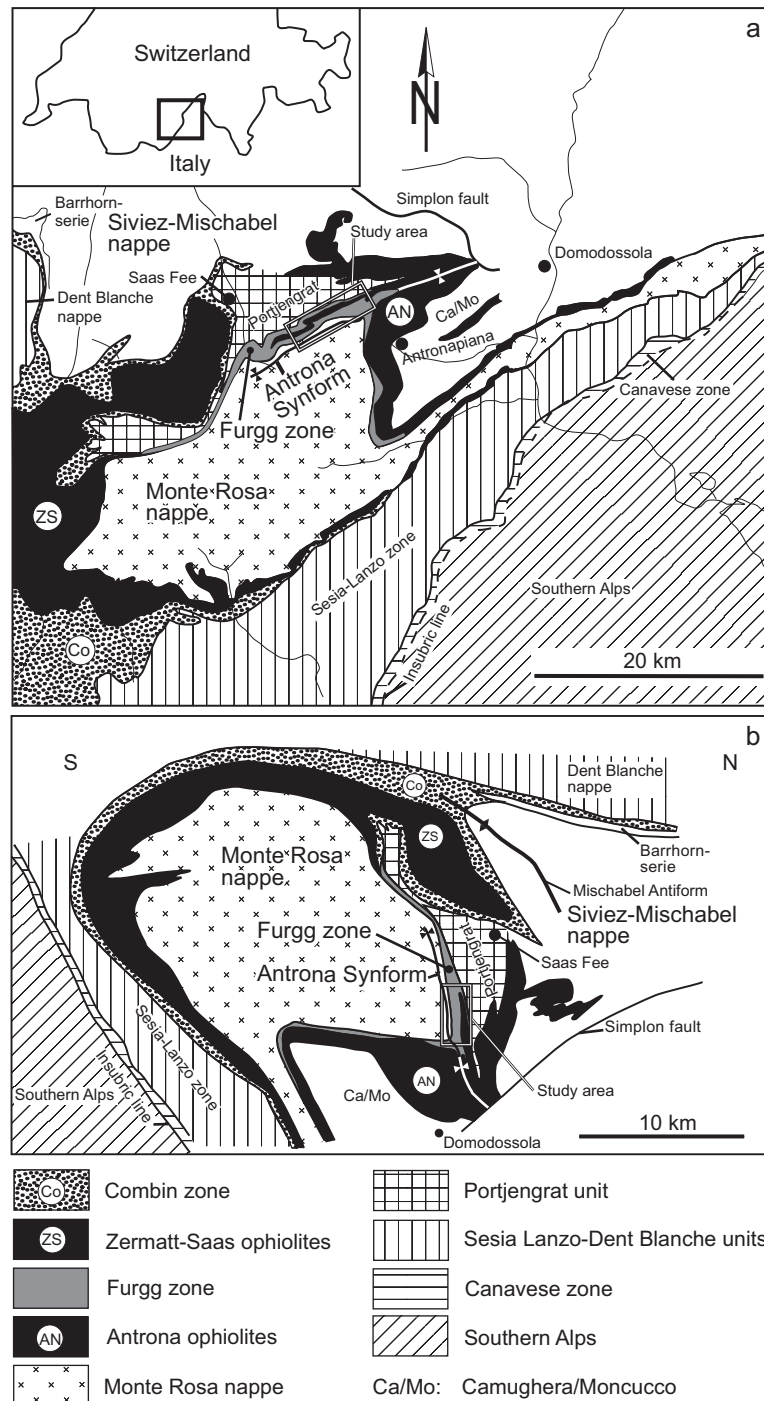 a
Switzerland
Italy
N
Barrhorn-
serie
Siviez-Mischabel
nappe
Simplon fault
Study area
Domodossola
Saas Fee
Dent Blanche
nappe
Portjengrat
AN
Ca/Mo
Antronapiana
Antrona
Synform
Canavese zone
Furgg zone
Monte Rosa
nappe
ZS
Sesia-Lanzo zone
Southern Alps
Co
Insubric line
20 km
b
S
N
Co
Dent Blanche
nappe
ZS
Barrhorn-
serie
Monte Rosa
nappe
Mischabel Antiform
Siviez-Mischabel
nappe
Furgg zone
Portjengrat
Saas Fee
Antrona Synform
Simplon fault
Sesia-Lanzo zone
Southern Alps
Insubric line
Ca/Mo
AN
Study area
Domodossola
10 km
Co Combin zone
Portjengrat unit
ZS Zermatt-Saas ophiolites
Sesia Lanzo-Dent Blanche units
Furgg zone
Canavese zone
AN Antrona ophiolites
Southern Alps
Monte Rosa nappe
Ca/Mo: Camughera/Moncucco